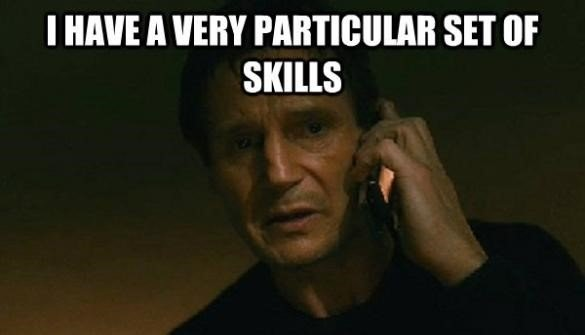 I HAVE A VERY PARTICULAR SET OF
SKILLS